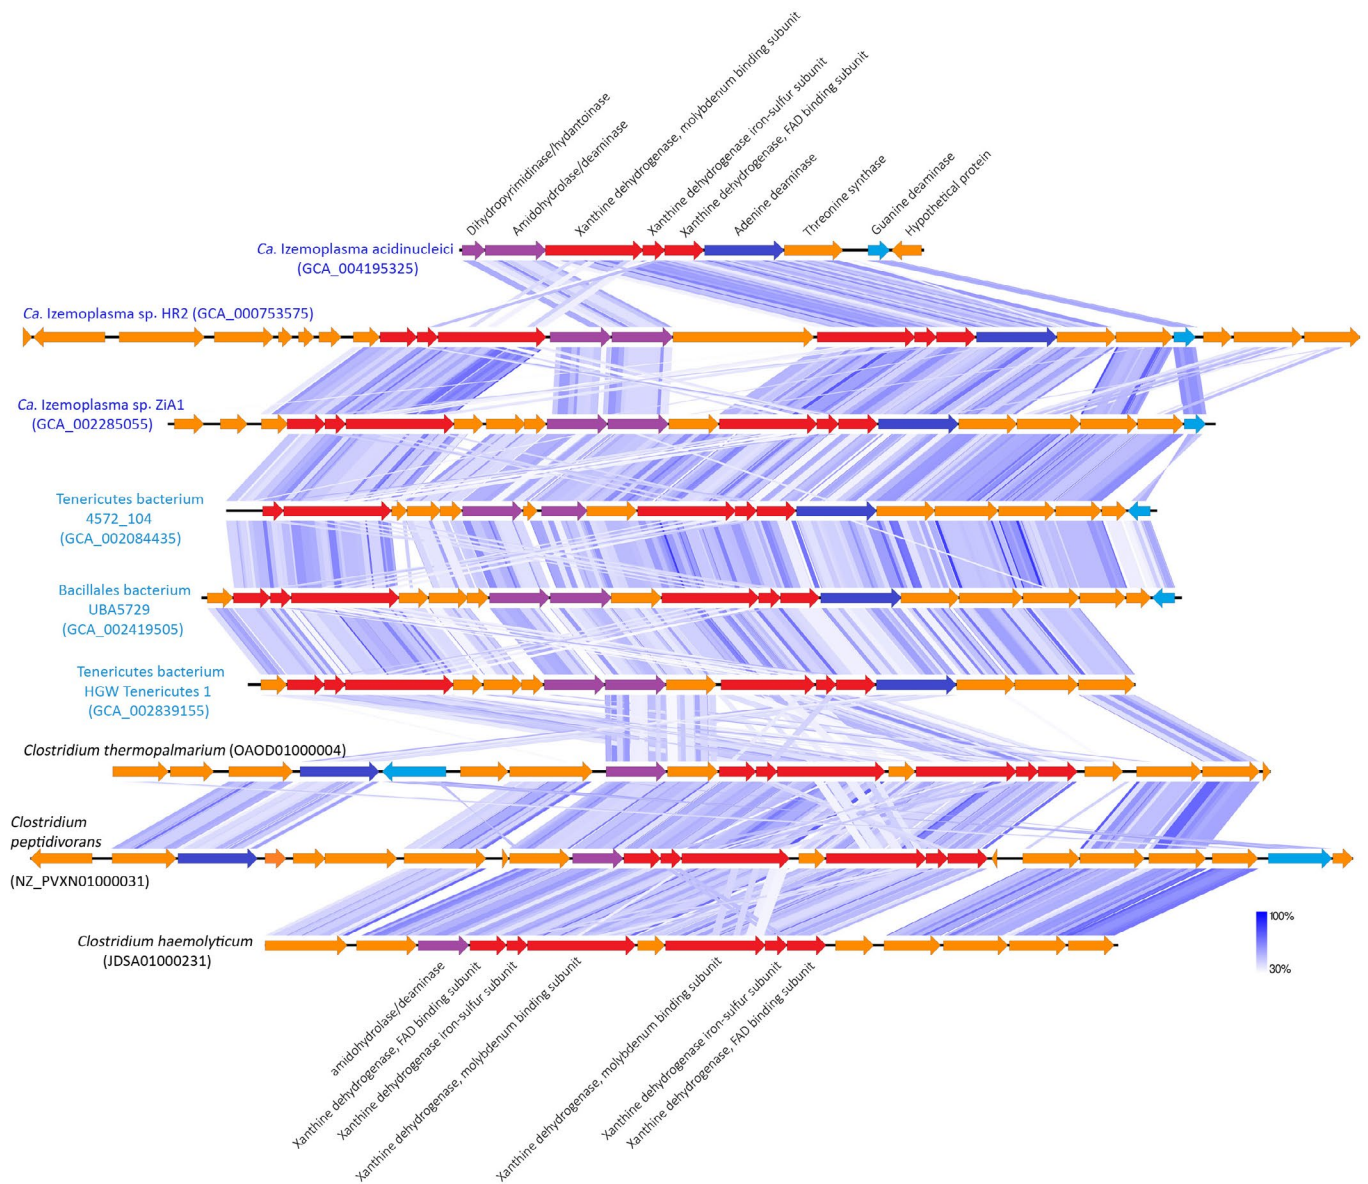 Dihydropyrimidinase/hydantoinase
Amidohydrolase/deaminase
Xanthine dehydrogenase, molybdenum binding subunit
Xanthine dehydrogenase iron-sulfur subunit
Xanthine dehydrogenase, FAD binding subunit
Adenine deaminase
Threonine synthase
Guanine deaminase
Hypothetical protein
Ca. Izemoplasma acidinucleici
(GCA_004195325)
Ca. Izemoplasma sp. HR2 (GCA_000753575)
Ca. Izemoplasma sp. ZiA1
(GCA_002285055)
Tenericutes bacterium
4572_104
(GCA_002084435)
Bacillales bacterium
UBA5729
(GCA_002419505)
Tenericutes bacterium
HGW Tenericutes 1
(GCA_002839155)
Clostridium thermopalmarium (OAOD01000004)
Clostridium
peptidivorans
(NZ_PVXN01000031)
Clostridium haemolyticum
(JDSA01000231)
100%
30%
amidohydrolase/deaminase
Xanthine dehydrogenase, FAD binding subunit
Xanthine dehydrogenase iron-sulfur subunit
Xanthine dehydrogenase, molybdenum binding subunit
Xanthine dehydrogenase, molybdenum binding subunit
Xanthine dehydrogenase iron-sulfur subunit
Xanthine dehydrogenase, FAD binding subunit